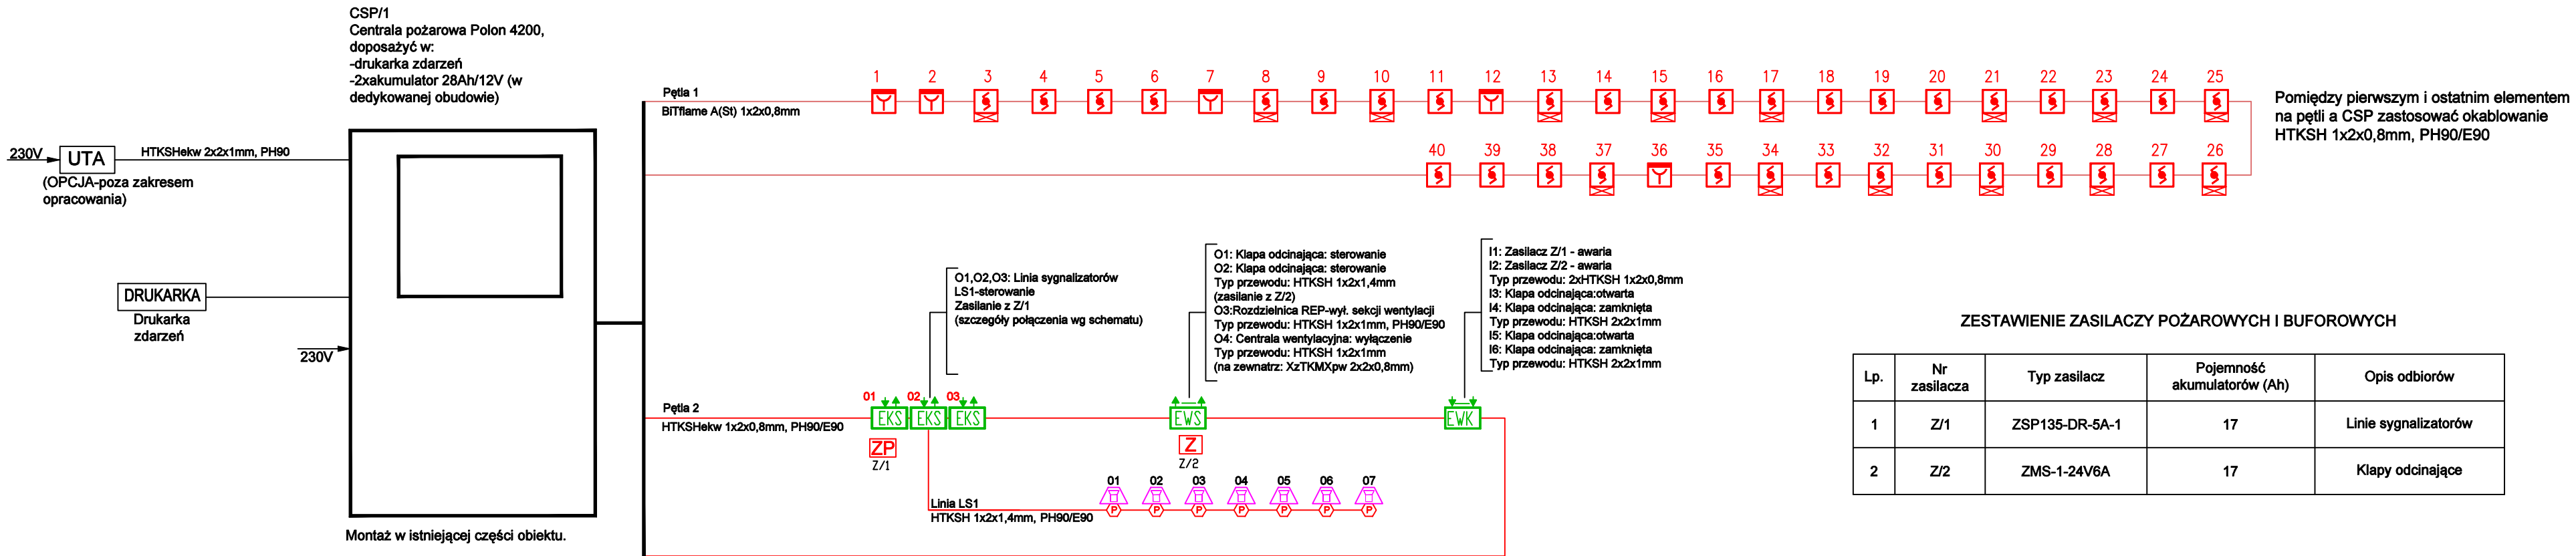 CSP/1
Centrala pożarowa Polon 4200,
doposażyć w:
-drukarka zdarzeń
-2xakumulator 28Ah/12V (w
dedykowanej obudowie)
230V
UTA
HTKSHekw 2x2x1mm, PH90
(OPCJA-poza zakresem
opracowania)
DRUKARKA
Drukarka
zdarzeń
230V
Montaż w istniejącej części obiektu.
Pętla 1
BiTflame A(St) 1x2x0,8mm
1 2 3 4 5 6 7 8 9 10 11 12 13 14 15 16 17 18 19 20 21 22 23 24 25
40 39 38 37 36 35 34 33 32 31 30 29 28 27 26
Pomiędzy pierwszym i ostatnim elementem
na pętli a CSP zastosować okablowanie
HTKSH 1x2x0,8mm, PH90/E90
O1,O2,O3: Linia sygnalizatorów
LS1-sterowanie
Zasilanie z Z/1
(szczegóły połączenia wg schematu)
O1: Klapa odcinająca: sterowanie
O2: Klapa odcinająca: sterowanie
Typ przewodu: HTKSH 1x2x1,4mm
(zasilanie z Z/2)
O3:Rozdzielnica REP-wył. sekcji wentylacji
Typ przewodu: HTKSH 1x2x1mm, PH90/E90
O4: Centrala wentylacyjna: wyłączenie
Typ przewodu: HTKSH 1x2x1mm
(na zewnatrz: XzTKMXpw 2x2x0,8mm)
I1: Zasilacz Z/1 - awaria
I2: Zasilacz Z/2 - awaria
Typ przewodu: 2xHTKSH 1x2x0,8mm
I3: Klapa odcinająca:otwarta
I4: Klapa odcinająca: zamknięta
Typ przewodu: HTKSH 2x2x1mm
I5: Klapa odcinająca:otwarta
I6: Klapa odcinająca: zamknięta
Typ przewodu: HTKSH 2x2x1mm
Pętla 2
HTKSHekw 1x2x0,8mm, PH90/E90
01 02 03
EKS EKS EKS EWS EWK
ZP
Z/1
Z
Z/2
Linia LS1
HTKSH 1x2x1,4mm, PH90/E90
01 02 03 04 05 06 07
P P P P P P P
ZESTAWIENIE ZASILACZY POŻAROWYCH I BUFOROWYCH
Lp. Nr zasilacza Typ zasilacz Pojemność akumulatorów (Ah) Opis odbiorów
1 Z/1 ZSP135-DR-5A-1 17 Linie sygnalizatorów
2 Z/2 ZMS-1-24V6A 17 Klapy odcinające